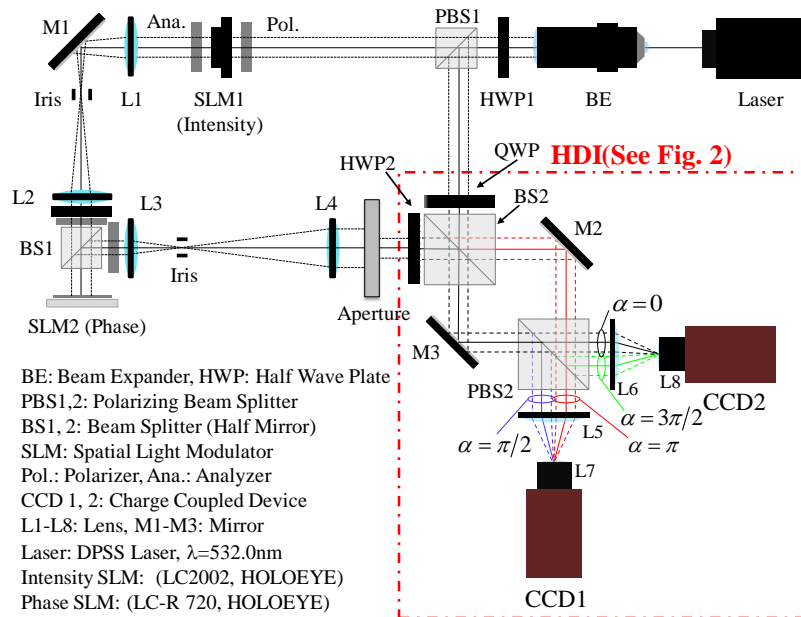 M1
Ana.
Pol.
PBS1
Iris
L1
SLM1
(Intensity)
HWP1
BE
Laser
HWP2
QWP
HDI(See Fig. 2)
BS2
L2
L3
L4
M2
BS1
Iris
Aperture
SLM2 (Phase)
M3
α=0
PBS2
L6
L8
CCD2
α=3π/2
L5
α=π/2
α=π
L7
CCD1
BE: Beam Expander, HWP: Half Wave Plate
PBS1,2: Polarizing Beam Splitter
BS1, 2: Beam Splitter (Half Mirror)
SLM: Spatial Light Modulator
Pol.: Polarizer, Ana.: Analyzer
CCD 1, 2: Charge Coupled Device
L1-L8: Lens, M1-M3: Mirror
Laser: DPSS Laser, λ=532.0nm
Intensity SLM: (LC2002, HOLOEYE)
Phase SLM: (LC-R 720, HOLOEYE)